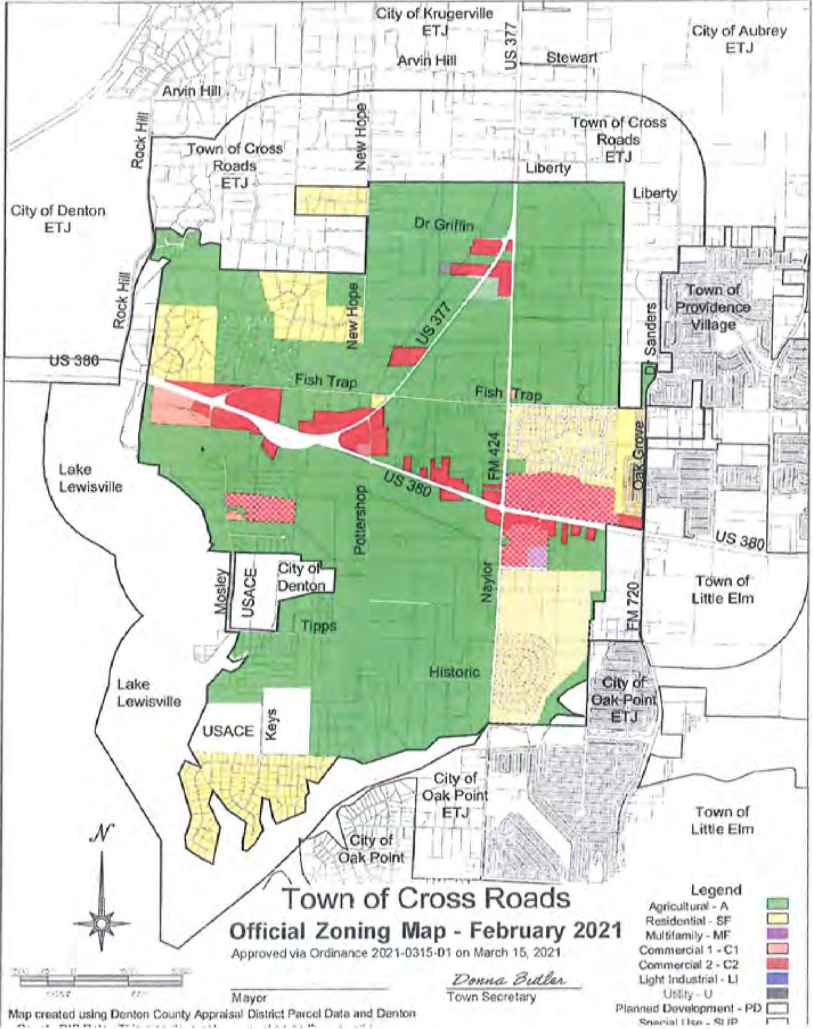 City of Krugerville
ETJ
US 377
City of Aubrey
ETJ
Arvin Hill
Stewart
Arvin Hill
Rock Hill
New Hope
Town of Cross
Roads
ETJ
Town of Cross
Roads
ETJ
Liberty
Liberty
City of Denton
ETJ
Dr Griffin
Rock Hill
New Hope
US 377
Dr Sanders
Town of
Providence
Village
US 380
Fish Trap
Fish Trap
FM 424
Oak Grove
Lake
Lewisville
US 380
Pottershop
US 380
Mosley
USACE
City of
Denton
Naylor
FM 720
Town of
Little Elm
Tipps
Historic
Lake
Lewisville
USACE
Keys
City of
Oak Point
ETJ
City of
Oak Point
ETJ
City of
Oak Point
Town of
Little Elm
N
Town of Cross Roads
Official Zoning Map - February 2021
Approved via Ordinance 2021-0315-01 on March 15, 2021
Mayor
Donna Butler
Town Secretary
Legend
Agricultural - A
Residential - SF
Multifamily - MF
Commercial 1 - C1
Commercial 2 - C2
Light Industrial - LI
Utility - U
Planned Development - PD
Special Use - SUP
Map created using Denton County Appraisal District Parcel Data and Denton